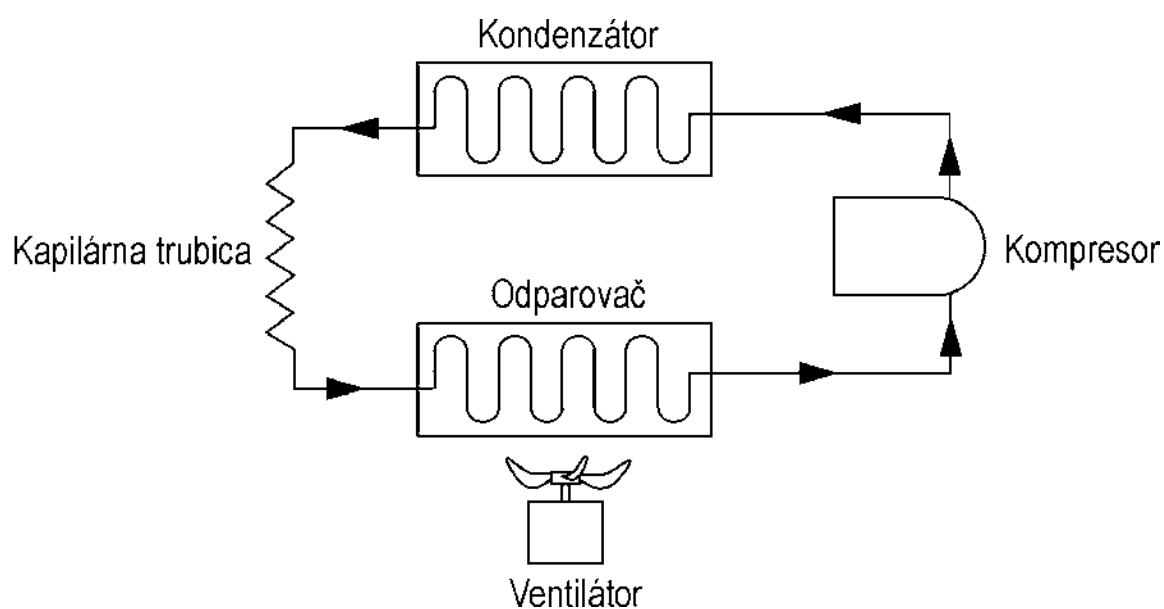 Kondenzátor
Kapilárna trubica
Kompresor
Odparovač
Ventilátor